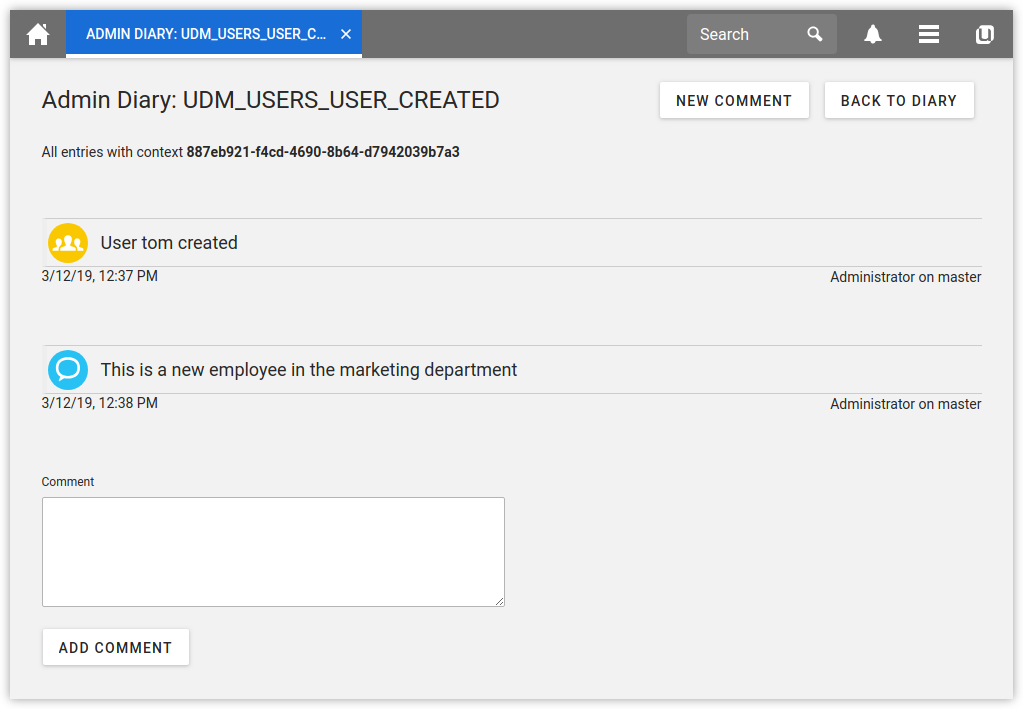 ADMIN DIARY: UDM_USERS_USER_C... ×
Search
Admin Diary: UDM_USERS_USER_CREATED
NEW COMMENT
BACK TO DIARY
All entries with context 887eb921-f4cd-4690-8b64-d7942039b7a3
User tom created
3/12/19, 12:37 PM
Administrator on master
This is a new employee in the marketing department
3/12/19, 12:38 PM
Administrator on master
Comment
ADD COMMENT